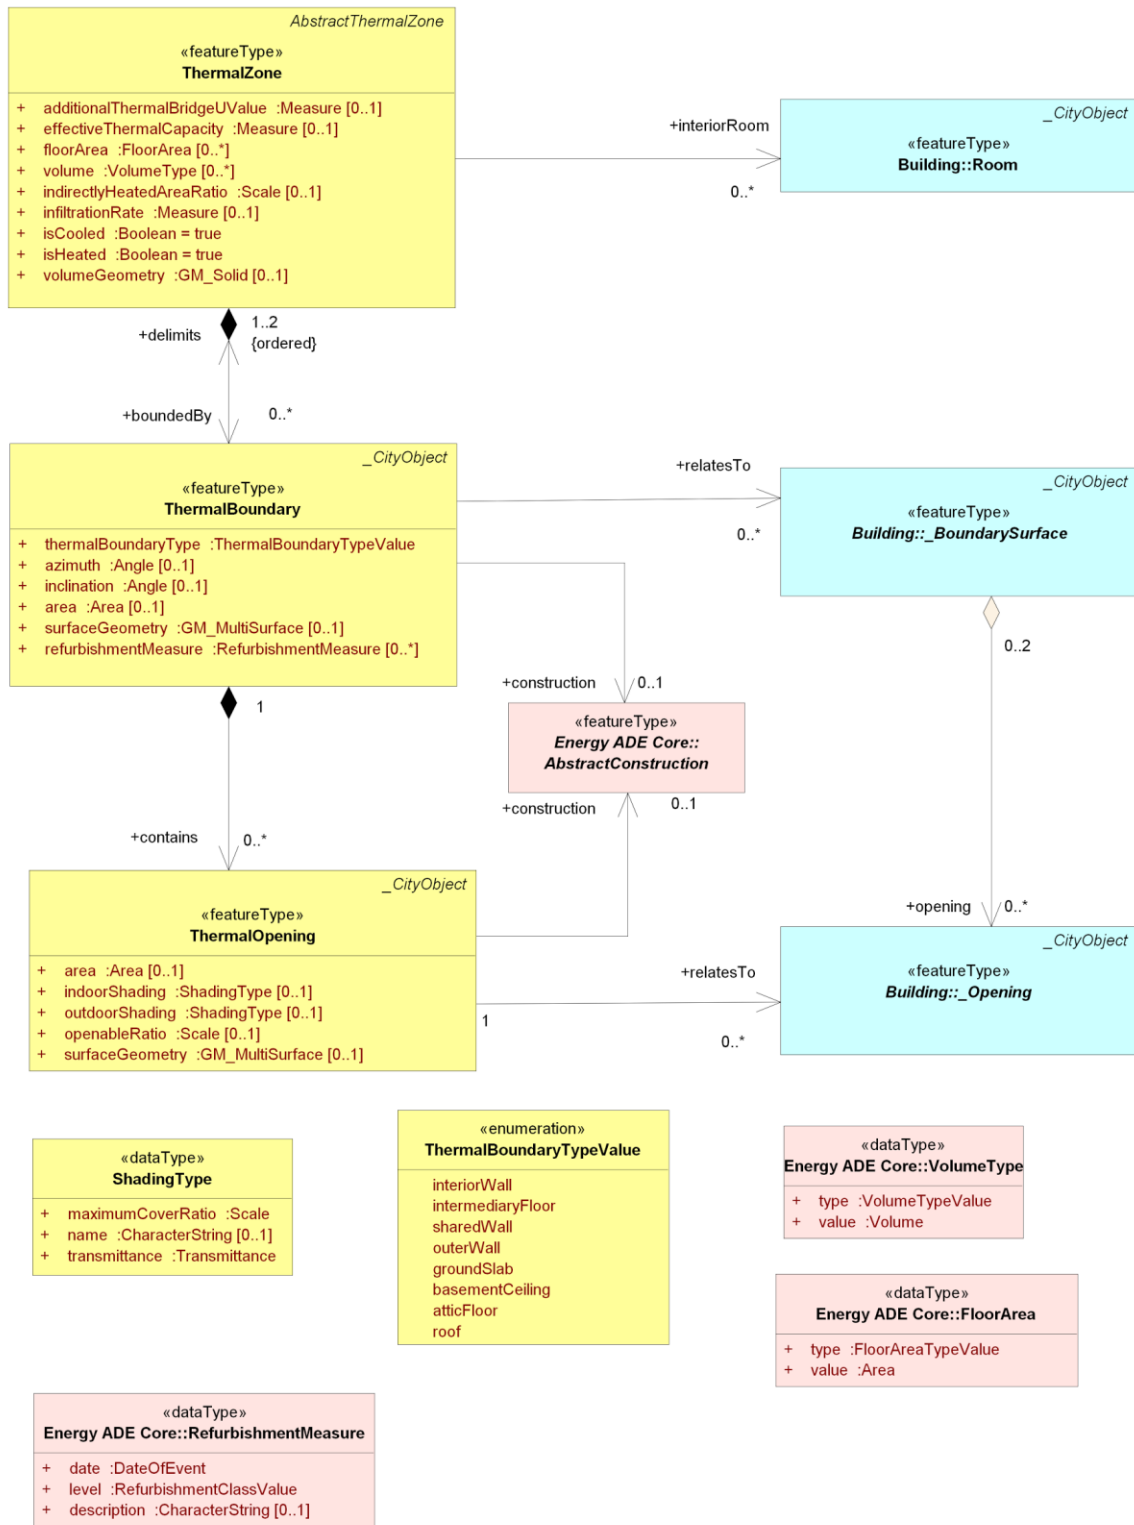 AbstractThermalZone
«featureType»
ThermalZone
+ additionalThermalBridgeUValue :Measure [0..1]
+ effectiveThermalCapacity :Measure [0..1]
+ floorArea :FloorArea [0..*]
+ volume :VolumeType [0..*]
+ indirectlyHeatedAreaRatio :Scale [0..1]
+ infiltrationRate :Measure [0..1]
+ isCooled :Boolean = true
+ isHeated :Boolean = true
+ volumeGeometry :GM_Solid [0..1]
+interiorRoom
0..*
_CityObject
«featureType»
Building::Room
+delimits
1..2
{ordered}
+boundedBy
0..*
_CityObject
«featureType»
ThermalBoundary
+ thermalBoundaryType :ThermalBoundaryTypeValue
+ azimuth :Angle [0..1]
+ inclination :Angle [0..1]
+ area :Area [0..1]
+ surfaceGeometry :GM_MultiSurface [0..1]
+ refurbishmentMeasure :RefurbishmentMeasure [0..*]
+relatesTo
0..*
_CityObject
«featureType»
Building::_BoundarySurface
0..2
1
+construction
0..1
«featureType»
Energy ADE Core::
AbstractConstruction
+construction
0..1
+contains
0..*
+opening
0..*
_CityObject
«featureType»
ThermalOpening
+ area :Area [0..1]
+ indoorShading :ShadingType [0..1]
+ outdoorShading :ShadingType [0..1]
+ openableRatio :Scale [0..1]
+ surfaceGeometry :GM_MultiSurface [0..1]
+relatesTo
1
0..*
_CityObject
«featureType»
Building::_Opening
«dataType»
ShadingType
+ maximumCoverRatio :Scale
+ name :CharacterString [0..1]
+ transmittance :Transmittance
«enumeration»
ThermalBoundaryTypeValue
interiorWall
intermediaryFloor
sharedWall
outerWall
groundSlab
basementCeiling
atticFloor
roof
«dataType»
Energy ADE Core::VolumeType
+ type :VolumeTypeValue
+ value :Volume
«dataType»
Energy ADE Core::FloorArea
+ type :FloorAreaTypeValue
+ value :Area
«dataType»
Energy ADE Core::RefurbishmentMeasure
+ date :DateOfEvent
+ level :RefurbishmentClassValue
+ description :CharacterString [0..1]